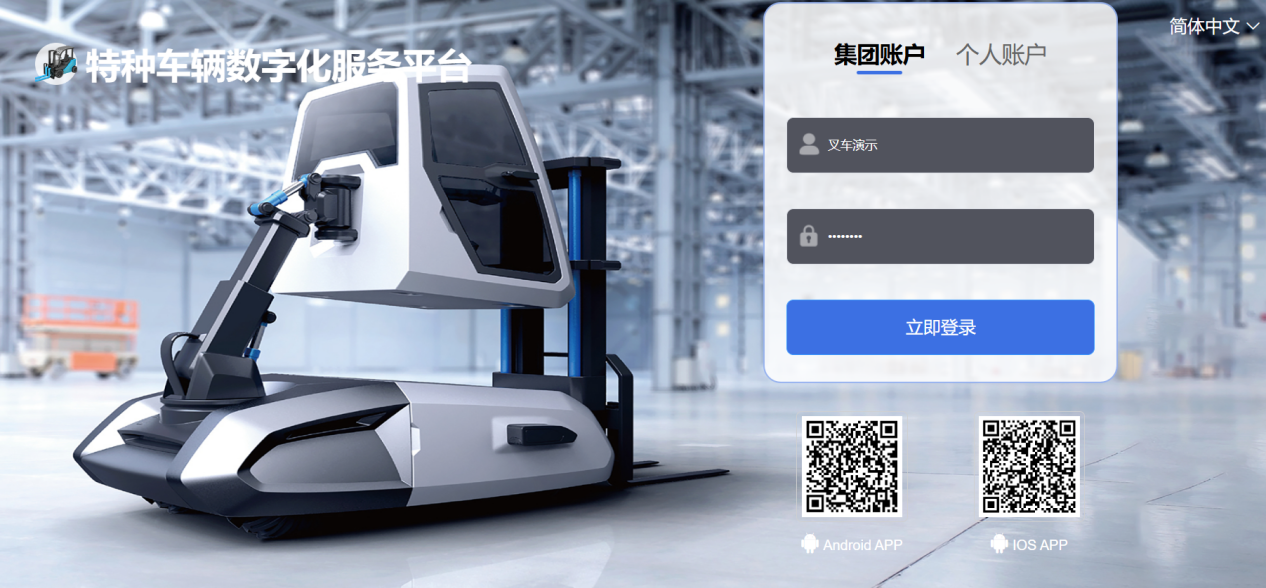 特种车辆数字化服务平台
简体中文
集团账户 个人账户
叉车演示
········
立即登录
Android APP
IOS APP